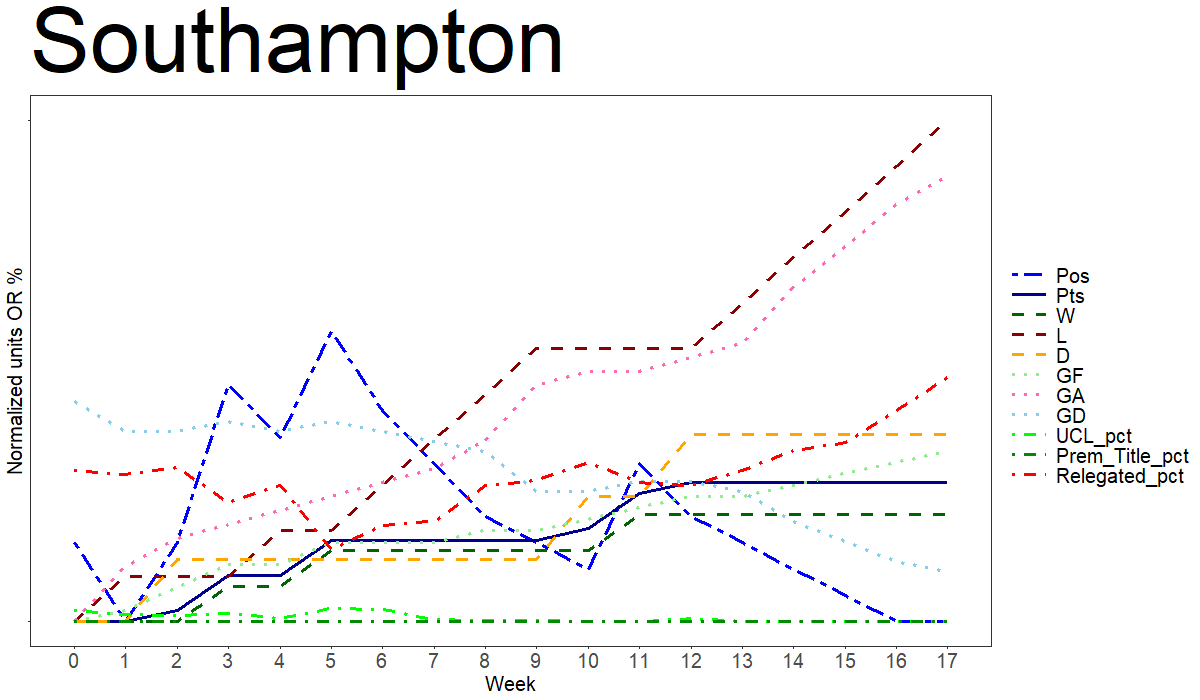 Southampton
Normalized units OR %
Pos
Pts
W
L
D
GF
GA
GD
UCL_pct
Prem_Title_pct
Relegated_pct
0 1 2 3 4 5 6 7 8 9 10 11 12 13 14 15 16 17
Week